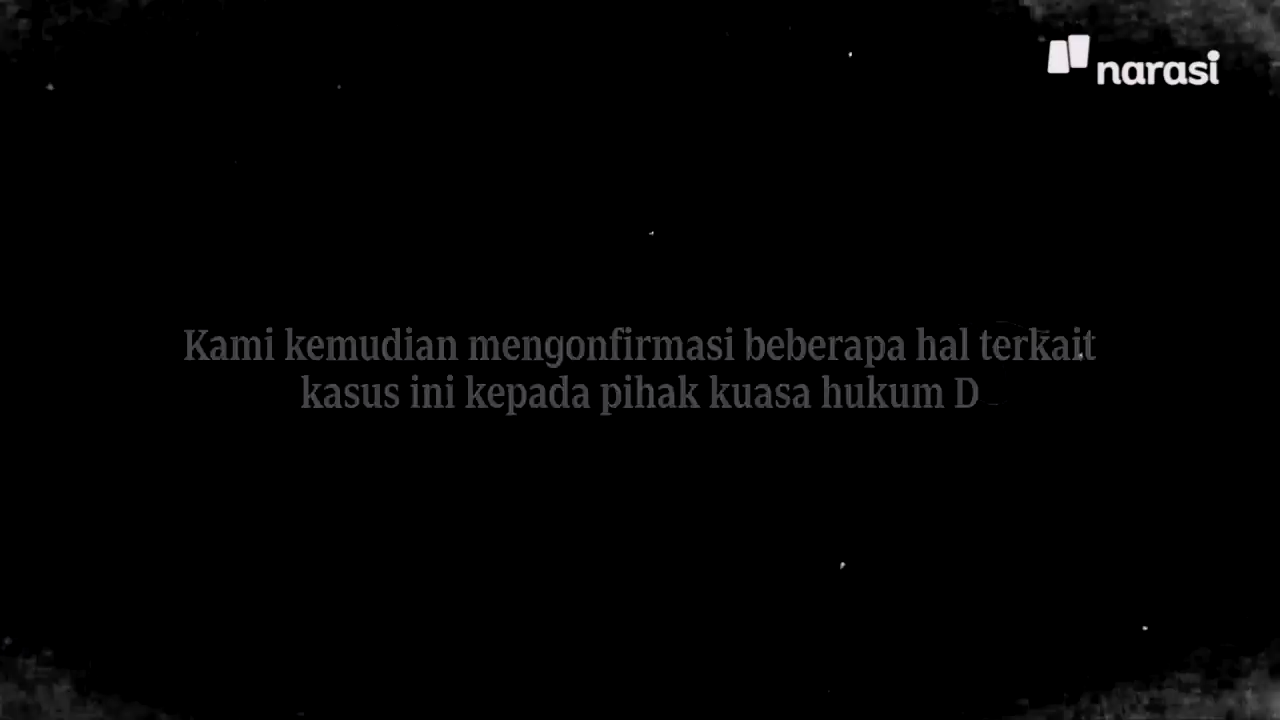 narasi
Kami kemudian mengonfirmasi beberapa hal terkait
kasus ini kepada pihak kuasa hukum D